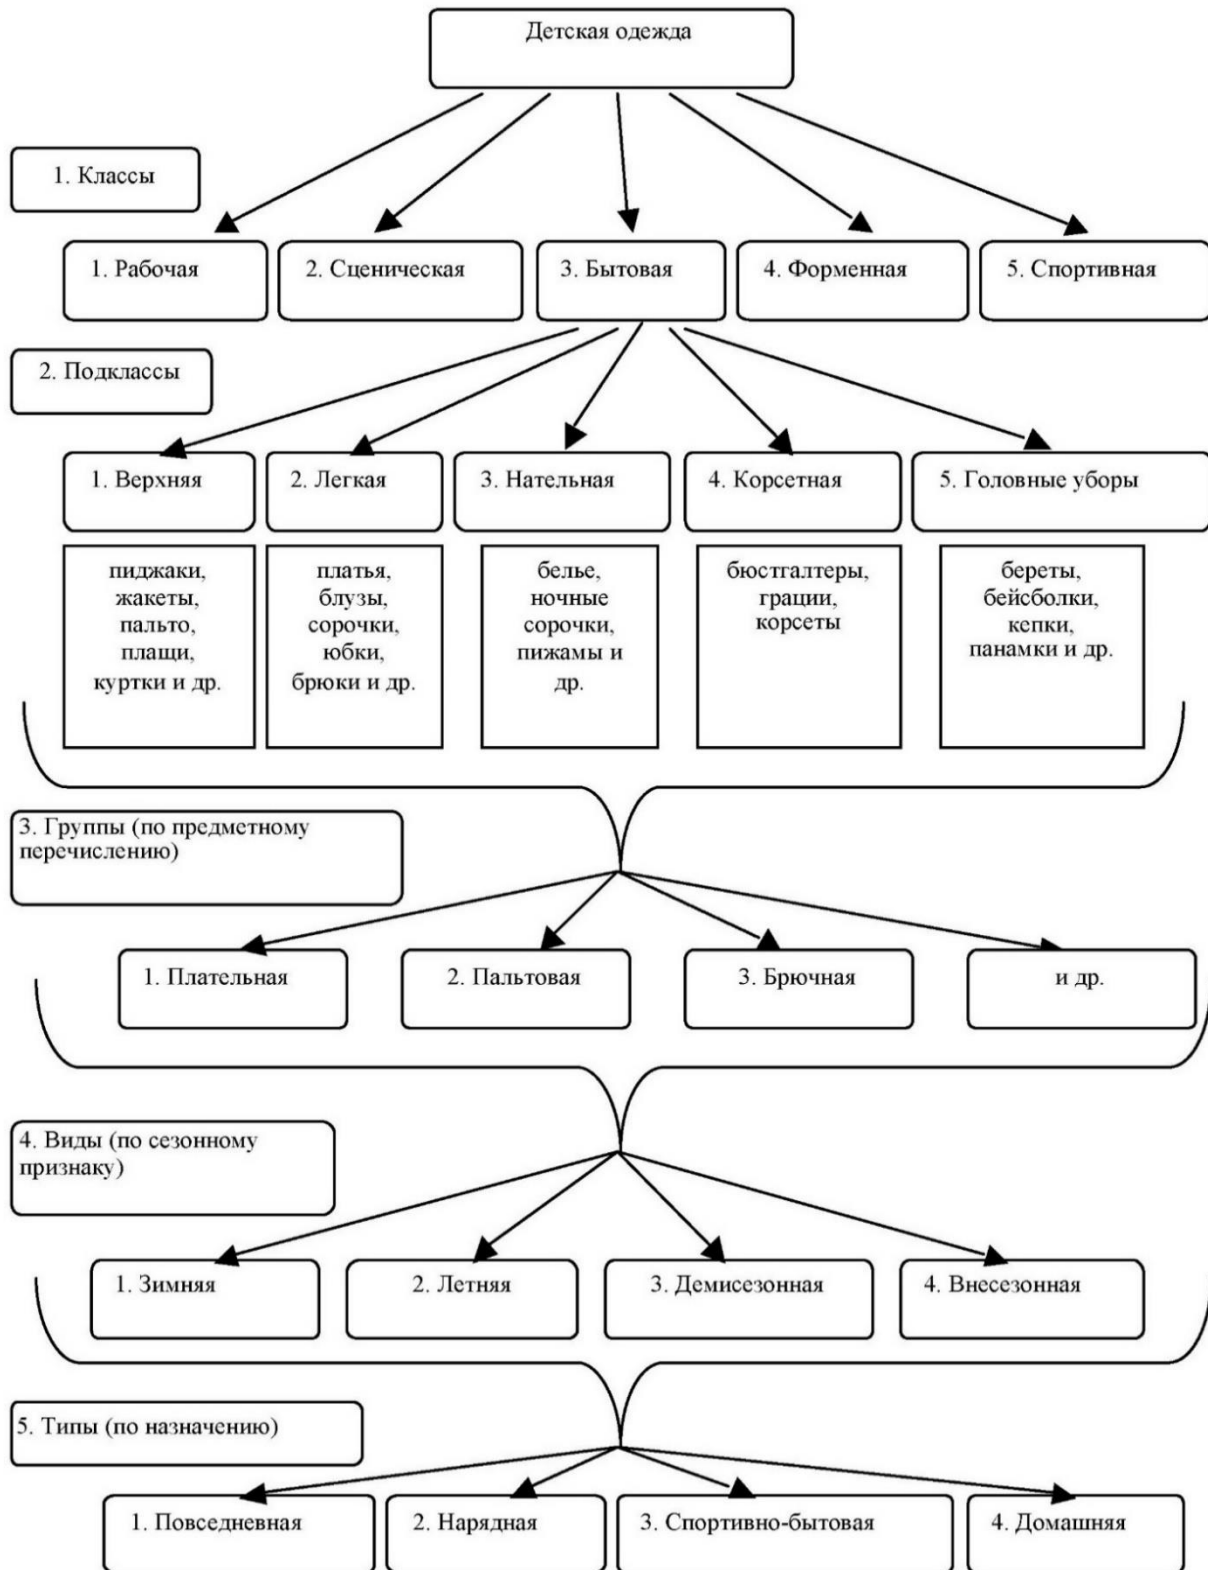 Детская одежда
1. Классы
1. Рабочая
2. Сценическая
3. Бытовая
4. Форменная
5. Спортивная
2. Подклассы
1. Верхняя
2. Легкая
3. Нательная
4. Корсетная
5. Головные уборы
пиджаки,
жакеты,
пальто,
плащи,
куртки и др.
платья,
блузы,
сорочки,
юбки,
брюки и др.
белье,
ночные
сорочки,
пижамы и
др.
бюстгалтеры,
грации,
корсеты
береты,
бейсболки,
кепки,
панамки и др.
3. Группы (по предметному
перечислению)
1. Плательная
2. Пальтовая
3. Брючная
и др.
4. Виды (по сезонному
признаку)
1. Зимняя
2. Летняя
3. Демисезонная
4. Внесезонная
5. Типы (по назначению)
1. Повседневная
2. Нарядная
3. Спортивно-бытовая
4. Домашняя